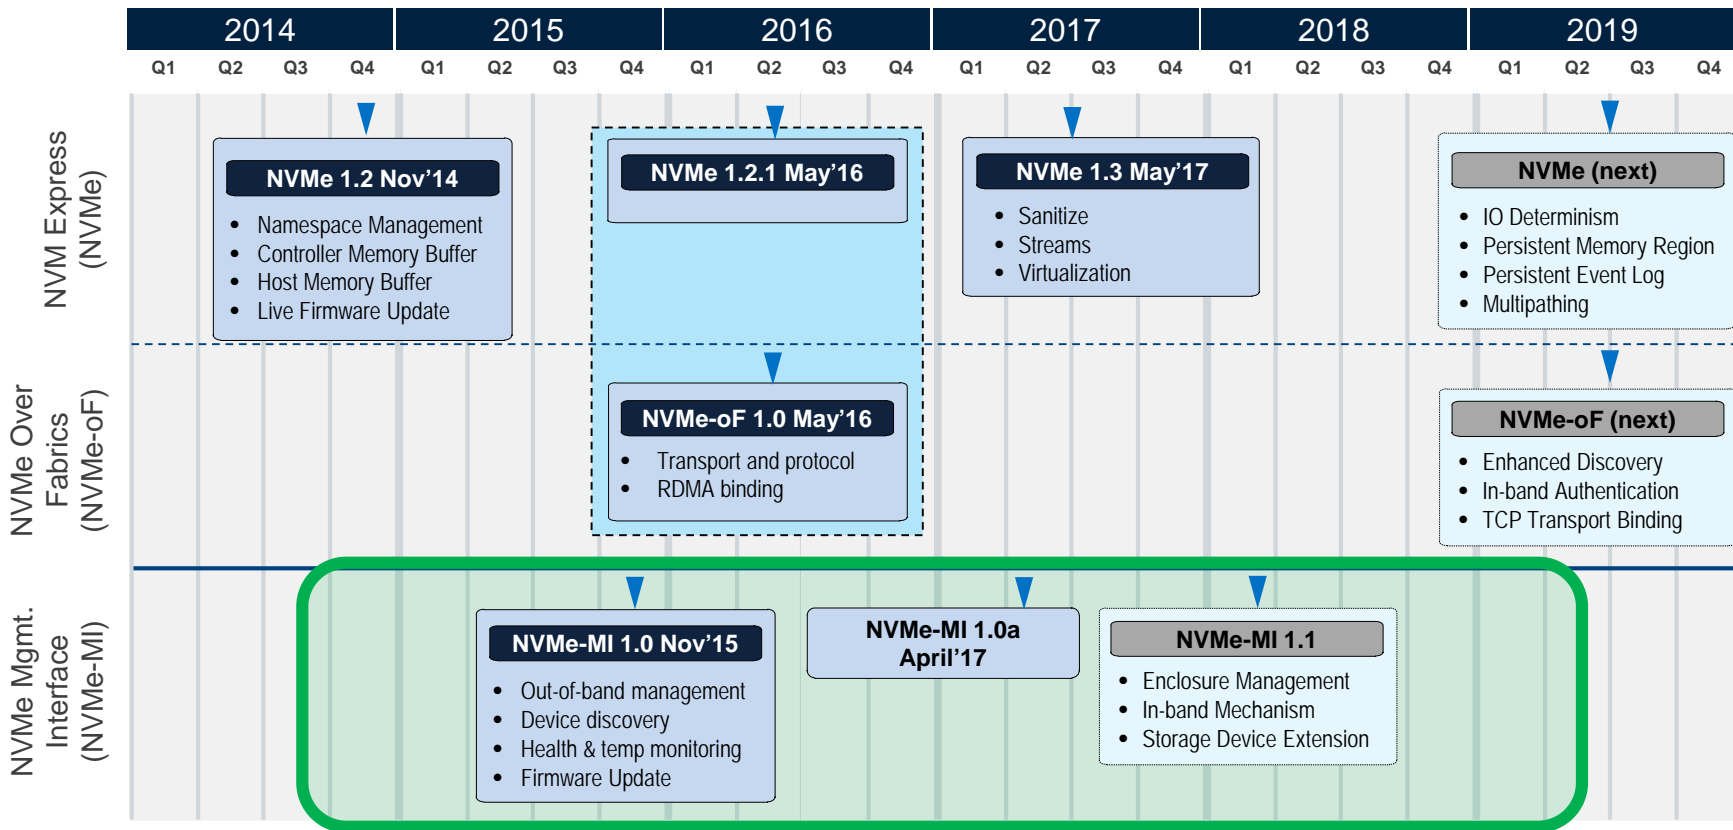 2014 2015 2016 2017 2018 2019
Q1 Q2 Q3 Q4 Q1 Q2 Q3 Q4 Q1 Q2 Q3 Q4 Q1 Q2 Q3 Q4 Q1 Q2 Q3 Q4 Q1 Q2 Q3 Q4
NVM Express
(NVMe)
NVMe 1.2 Nov’14
• Namespace Management
• Controller Memory Buffer
• Host Memory Buffer
• Live Firmware Update
NVMe 1.2.1 May’16
NVMe 1.3 May’17
• Sanitize
• Streams
• Virtualization
NVMe (next)
• IO Determinism
• Persistent Memory Region
• Persistent Event Log
• Multipathing
NVMe Over
Fabrics
(NVMe-oF)
NVMe-oF 1.0 May’16
• Transport and protocol
• RDMA binding
NVMe-oF (next)
• Enhanced Discovery
• In-band Authentication
• TCP Transport Binding
NVMe Mgmt.
Interface
(NVMe-MI)
NVMe-MI 1.0 Nov’15
• Out-of-band management
• Device discovery
• Health & temp monitoring
• Firmware Update
NVMe-MI 1.0a
April’17
NVMe-MI 1.1
• Enclosure Management
• In-band Mechanism
• Storage Device Extension